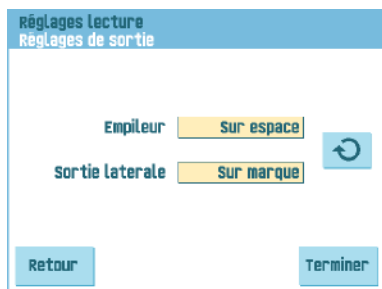 Réglages lecture
Réglages de sortie
Empileur Sur espace
Sortie laterale Sur marque
Retour Terminer